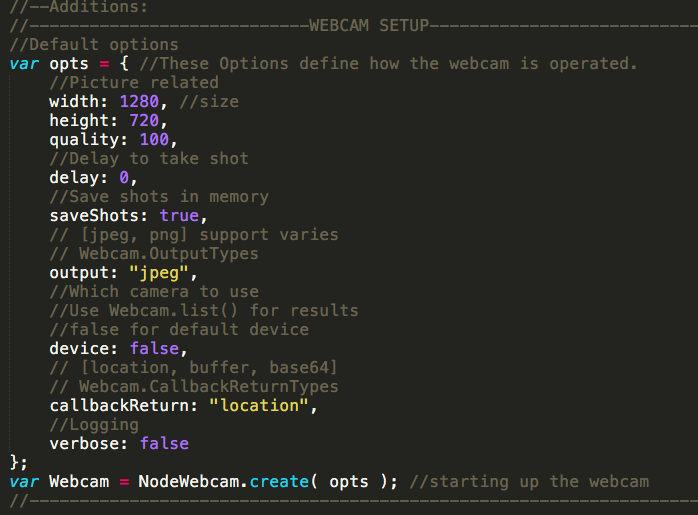 //--Additions:
//----------------------------WEBCAM SETUP---------------------------
//Default options
var opts = { //These Options define how the webcam is operated.
    //Picture related
    width: 1280, //size
    height: 720,
    quality: 100,
    //Delay to take shot
    delay: 0,
    //Save shots in memory
    saveShots: true,
    // [jpeg, png] support varies
    // Webcam.OutputTypes
    output: "jpeg",
    //Which camera to use
    //Use Webcam.list() for results
    //false for default device
    device: false,
    // [location, buffer, base64]
    // Webcam.CallbackReturnTypes
    callbackReturn: "location",
    //Logging
    verbose: false
};
var Webcam = NodeWebcam.create( opts ); //starting up the webcam
//-------------------------------------------------------------------